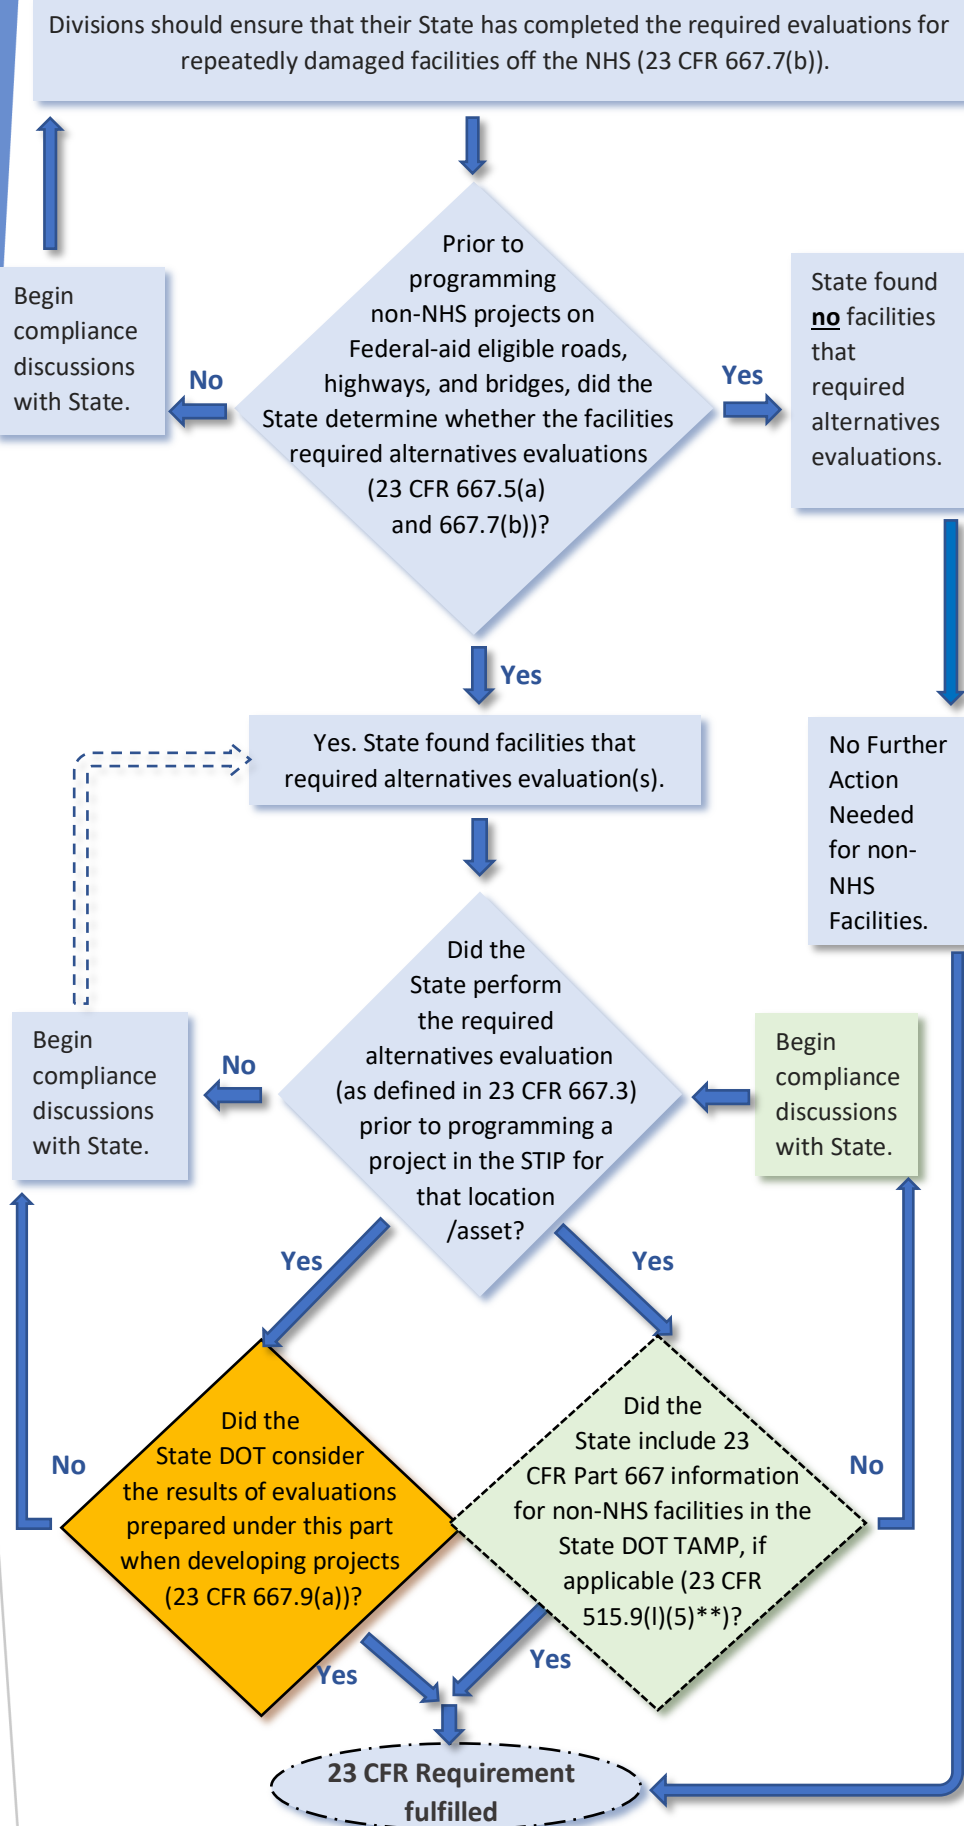 Divisions should ensure that their State has completed the required evaluations for
repeatedly damaged facilities off the NHS (23 CFR 667.7(b)).
Prior to
programming
non-NHS projects on
Federal-aid eligible roads,
highways, and bridges, did the
State determine whether the facilities
required alternatives evaluations
(23 CFR 667.5(a)
and 667.7(b))?
No
Begin
compliance
discussions
with State.
Yes
State found
no facilities
that
required
alternatives
evaluations.
Yes
Yes. State found facilities that
required alternatives evaluation(s).
No Further
Action
Needed
for non-
NHS
Facilities.
Did the
State perform
the required
alternatives evaluation
(as defined in 23 CFR 667.3)
prior to programming a
project in the STIP for
that location
/asset?
No
Begin
compliance
discussions
with State.
Begin
compliance
discussions
with State.
Yes
Yes
Did the
State DOT consider
the results of evaluations
prepared under this part
when developing projects
(23 CFR 667.9(a))?
No
Did the
State include 23
CFR Part 667 information
for non-NHS facilities in the
State DOT TAMP, if
applicable (23 CFR
515.9(l)(5)**)?
No
Yes
Yes
23 CFR Requirement
fulfilled